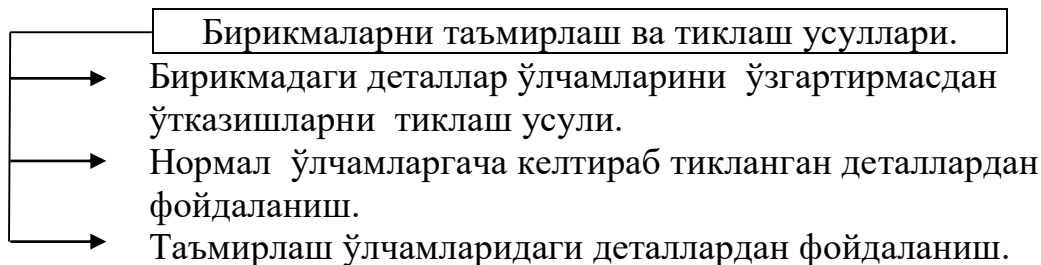 Бирикмаларни таъмирлаш ва тиклаш усуллари.
Бирикмадаги деталлар ўлчамларини ўзгартирмасдан
ўтказишларни тиклаш усули.
Нормал ўлчамларгача келтираб тикланган деталлардан
фойдаланиш.
Таъмирлаш ўлчамларидаги деталлардан фойдаланиш.